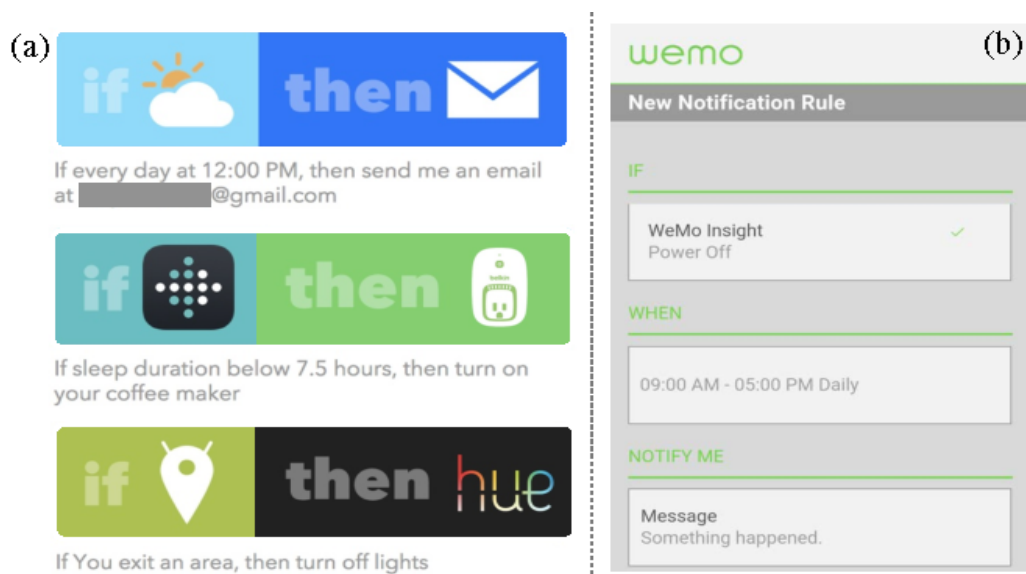 (a)
if then
If every day at 12:00 PM, then send me an email
at @gmail.com
if then
belkin
If sleep duration below 7.5 hours, then turn on
your coffee maker
if then hue
If You exit an area, then turn off lights
(b)
wemo
New Notification Rule
IF
WeMo Insight
Power Off
WHEN
09:00 AM - 05:00 PM Daily
NOTIFY ME
Message
Something happened.